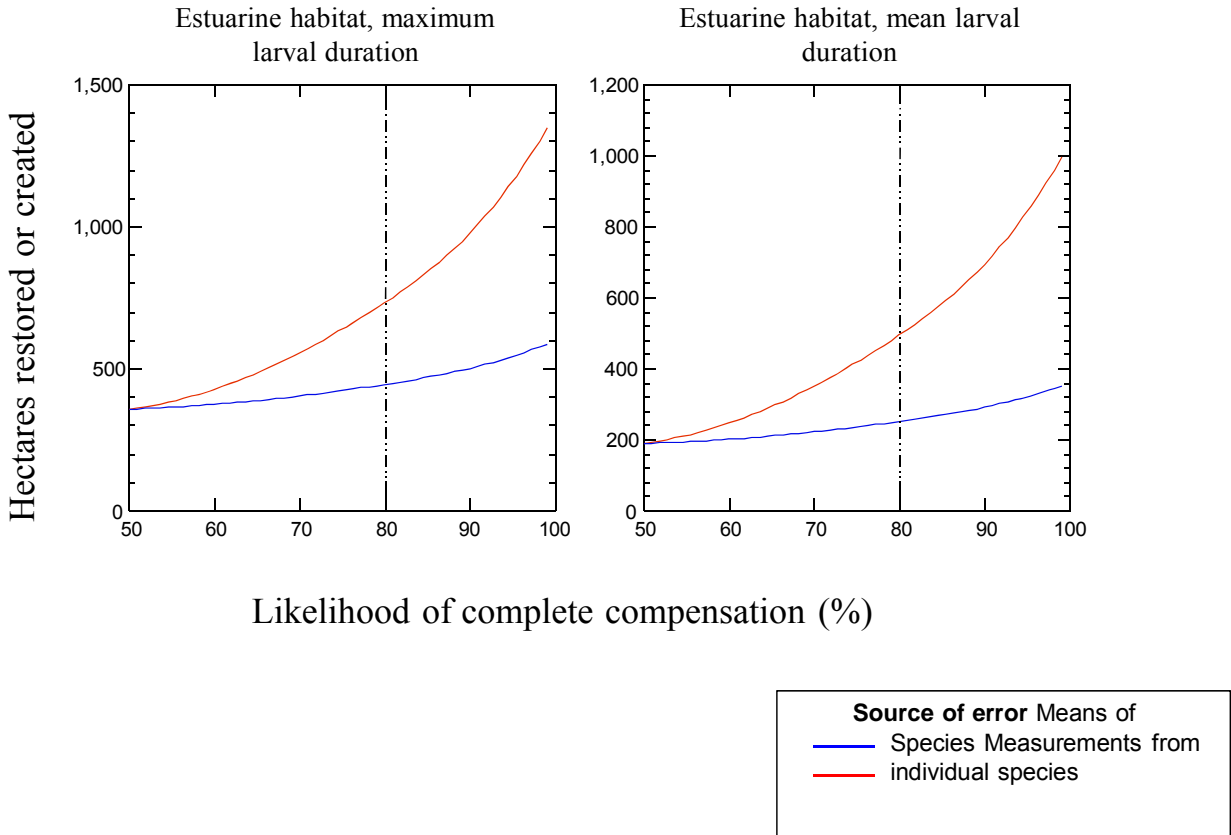 Estuarine habitat, maximum
larval duration
Estuarine habitat, mean larval
duration
Hectares restored or created
1,500
1,000
500
0
50 60 70 80 90 100
1,200
1,000
800
600
400
200
0
50 60 70 80 90 100
Likelihood of complete compensation (%)
Source of error Means of
Species Measurements from
individual species